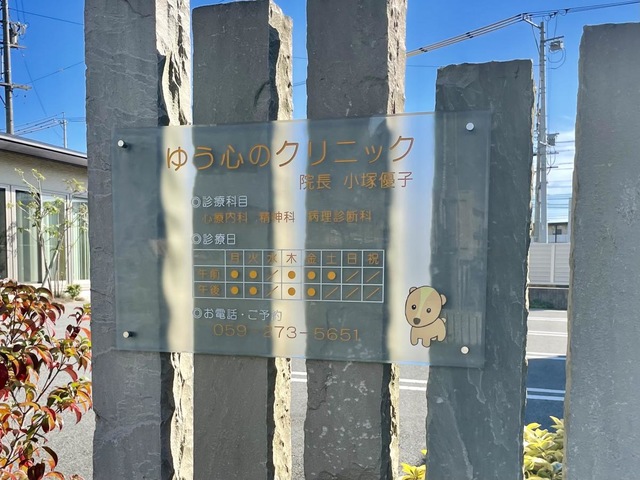 ゆう心のクリニック
院長 小塚優子
◎診療科目
心療内科 精神科 病理診断科
◎診療日
月 火 水 木 金 土 日 祝
午前 ● ● ／ ● ● ● ／ ／
午後 ● ● ／ ● ● ／ ／ ／
◎お電話・ご予約
059-273-5651